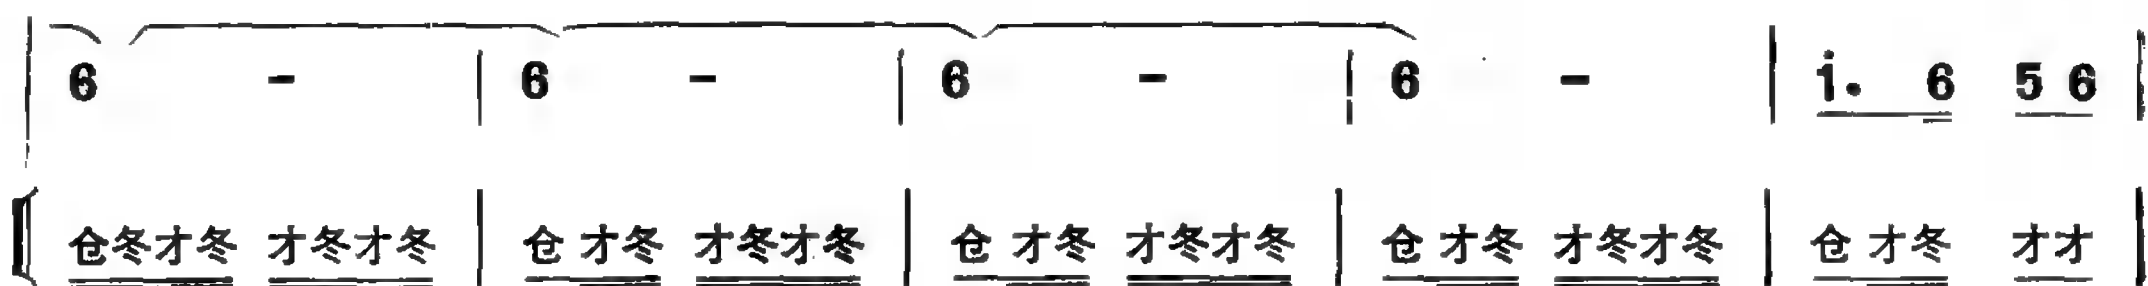 6 - | 6 - | 6 - | 6 - | i. 6 5 6 |
仓冬才冬 才冬才冬 | 仓 才冬 才冬才冬 | 仓 才冬 才冬才冬 | 仓 才冬 才冬才冬 | 仓 才冬 才才 |